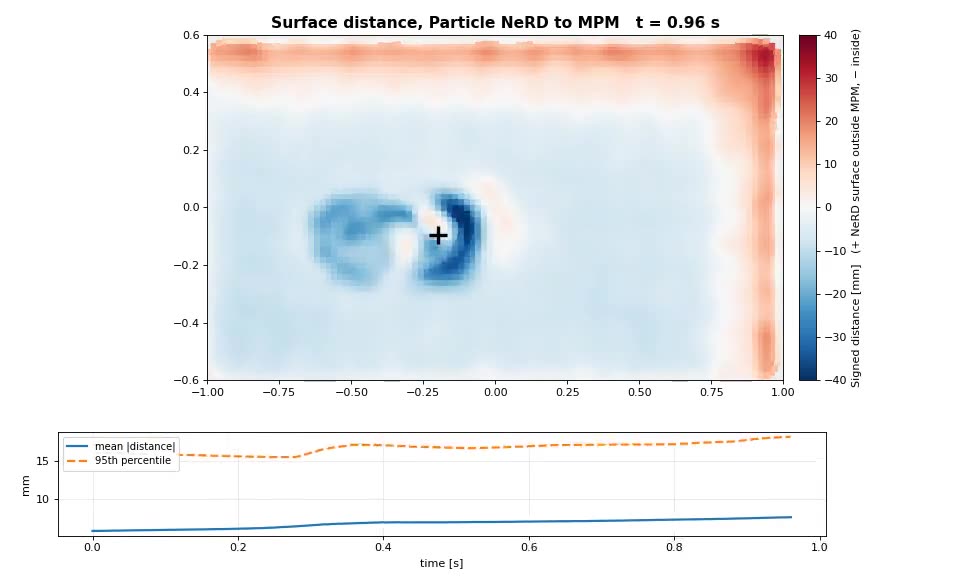 Surface distance, Particle NeRD to MPM   t = 0.96 s
0.6
0.4
0.2
0.0
−0.2
−0.4
−0.6
−1.00 −0.75 −0.50 −0.25 0.00 0.25 0.50 0.75 1.00
40
30
20
10
0
−10
−20
−30
−40
Signed distance [mm]   (+ NeRD surface outside MPM, − inside)
mean |distance|
95th percentile
15
10
mm
0.0 0.2 0.4 0.6 0.8 1.0
time [s]